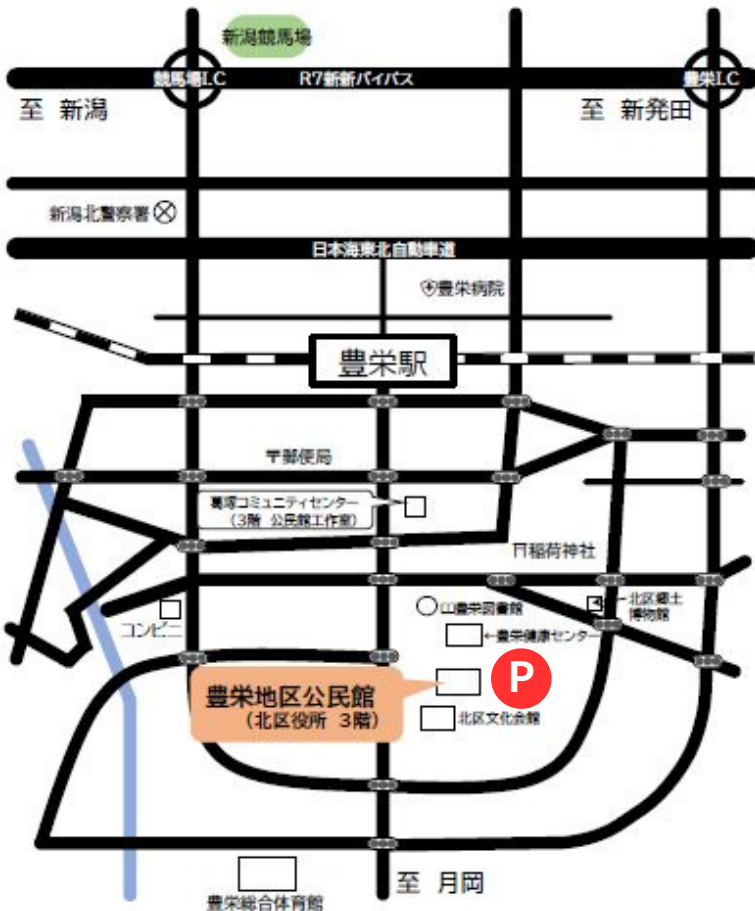 新潟競馬場
競馬場I.C
R7新新バイパス
豊栄I.C
至 新潟
至 新発田
新潟北警察署
日本海東北自動車道
豊栄病院
豊栄駅
〒郵便局
葛塚コミュニティセンター
(3階 公民館工作室)
稲荷神社
コンビニ
豊栄図書館
←北区郷土
博物館
←豊栄健康センター
豊栄地区公民館
(北区役所 3階)
P
北区文化会館
至 月岡
豊栄総合体育館